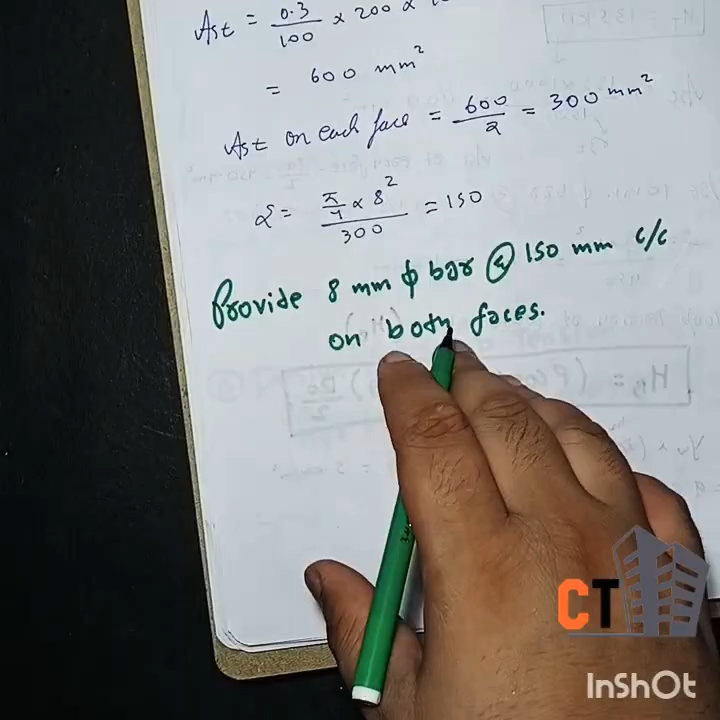 Ast = 0.3/100 × 200 ×
= 600 mm²
Ast on each face = 600/2 = 300 mm²
S = π/4 × 8² / 300 = 150
Provide 8 mm ϕ bar @ 150 mm c/c
on both faces.
CT
InShOt